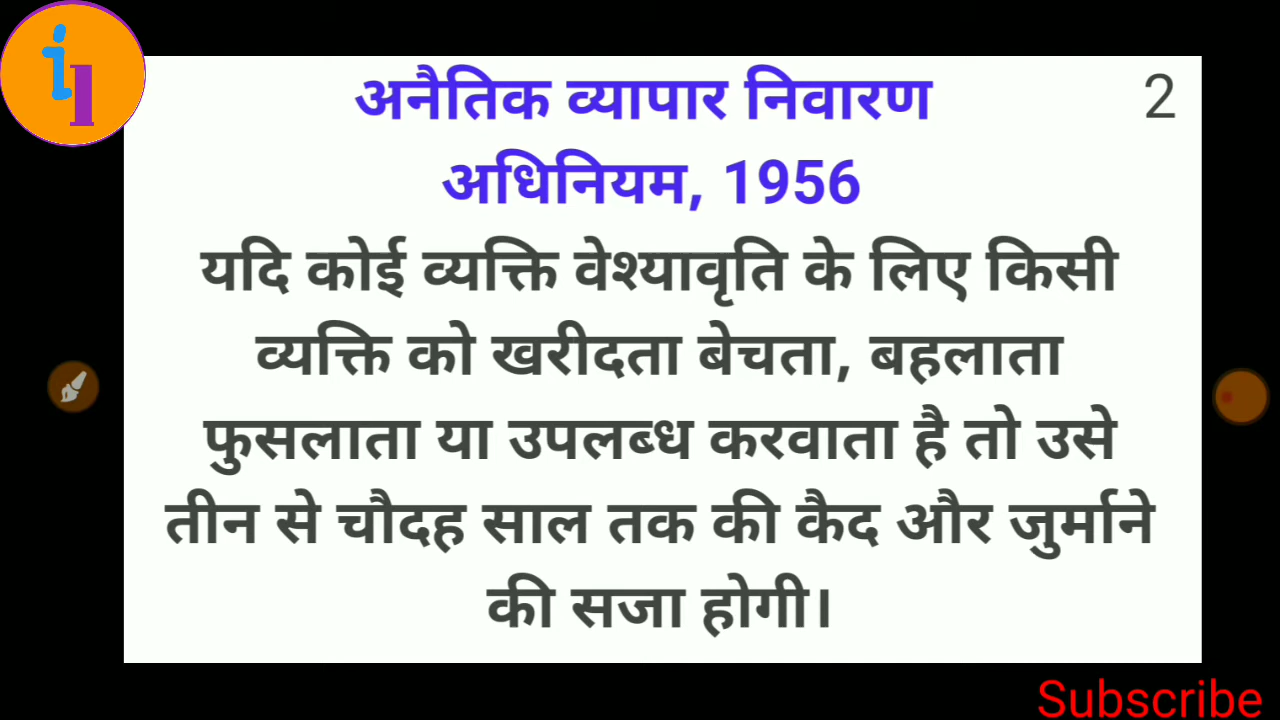 il
अनैतिक व्यापार निवारण
2
अधिनियम, 1956
यदि कोई व्यक्ति वेश्यावृति के लिए किसी
व्यक्ति को खरीदता बेचता, बहलाता
फुसलाता या उपलब्ध करवाता है तो उसे
तीन से चौदह साल तक की कैद और जुर्माने
की सजा होगी।
Subscribe